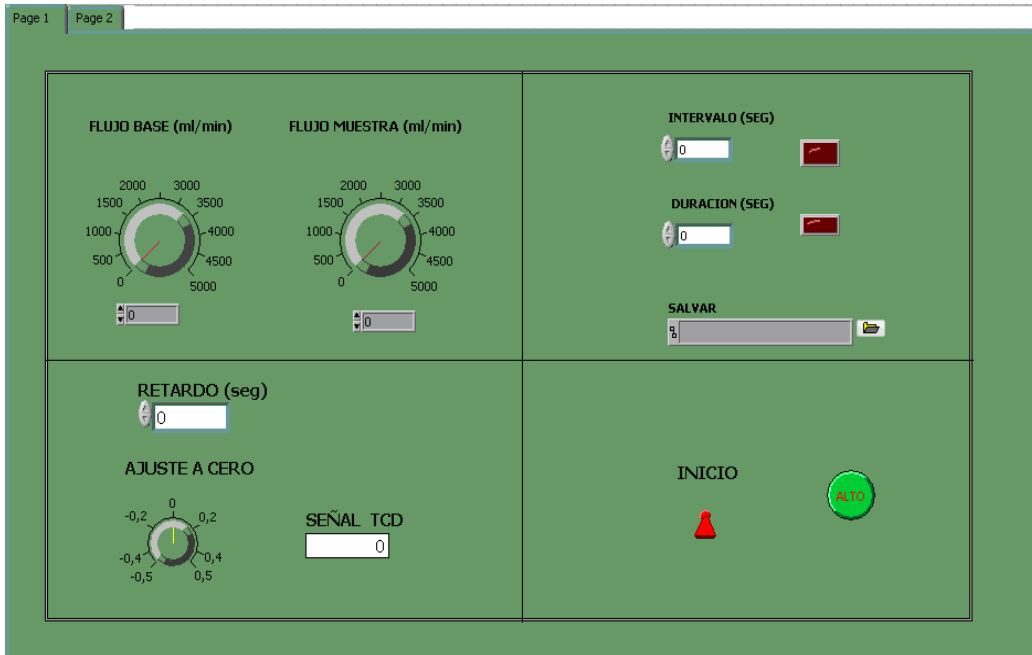 Page 1 Page 2
FLUJO BASE (ml/min) FLUJO MUESTRA (ml/min)
2000 3000 2000 3000
1500 3500 1500 3500
1000 4000 1000 4000
500 4500 500 4500
0 5000 0 5000
0 0
INTERVALO (SEG)
0
DURACION (SEG)
0
SALVAR
RETARDO (seg)
0
AJUSTE A CERO
0
-0,2 0,2
-0,4 0,4
-0,5 0,5
SEÑAL TCD
0
INICIO
ALTO